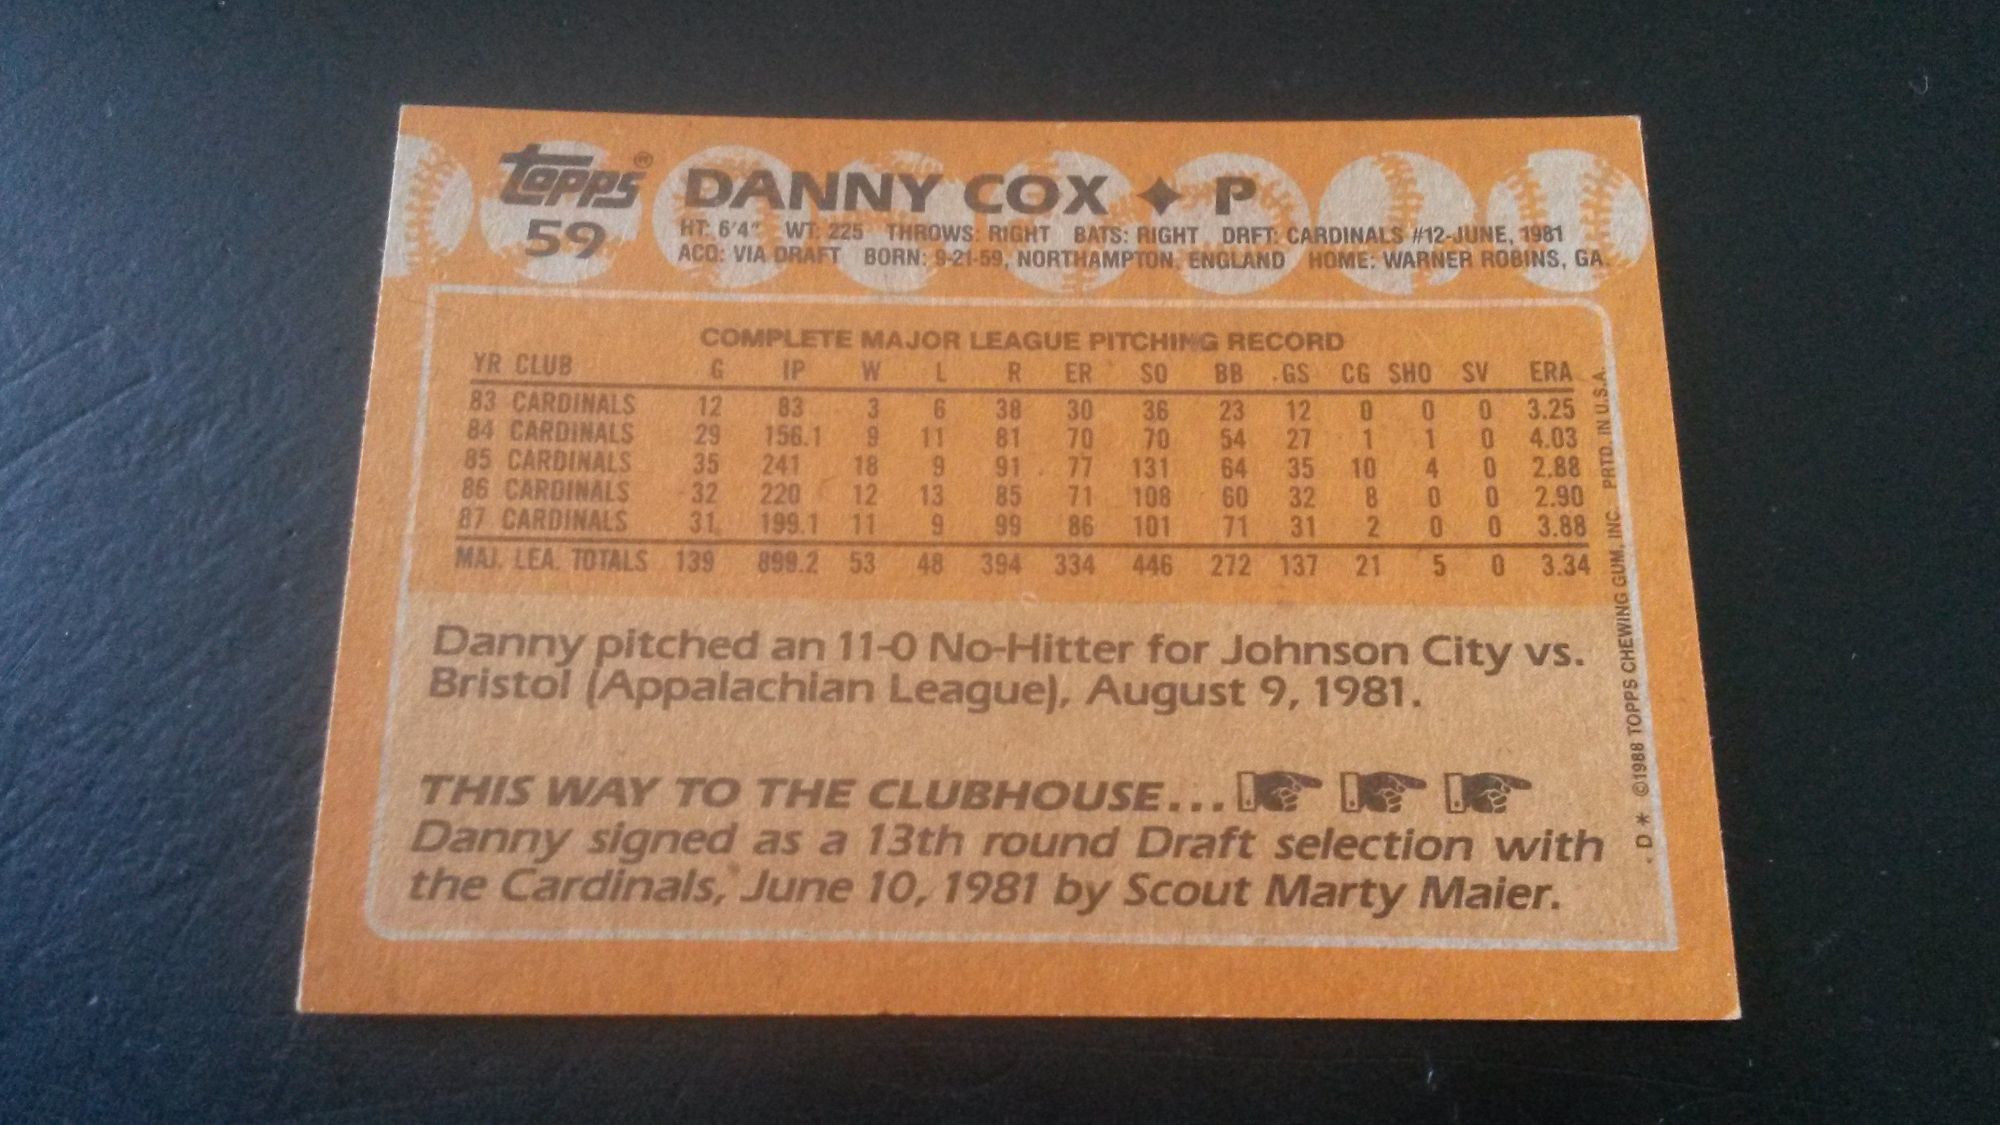 topps® DANNY COX ✦ P
59
HT: 6'4" WT: 225 THROWS: RIGHT BATS: RIGHT DRFT: CARDINALS #12-JUNE, 1981
ACQ: VIA DRAFT BORN: 9-21-59, NORTHAMPTON, ENGLAND HOME: WARNER ROBINS, GA.
COMPLETE MAJOR LEAGUE PITCHING RECORD
YR CLUB G IP W L R ER SO BB GS CG SHO SV ERA
83 CARDINALS 12 83 3 6 38 30 36 23 12 0 0 0 3.25
84 CARDINALS 29 156.1 9 11 81 70 70 54 27 1 1 0 4.03
85 CARDINALS 35 241 18 9 91 77 131 64 35 10 4 0 2.88
86 CARDINALS 32 220 12 13 85 71 108 60 32 8 0 0 2.90
87 CARDINALS 31 199.1 11 9 99 86 101 71 31 2 0 0 3.88
MAJ. LEA. TOTALS 139 899.2 53 48 394 334 446 272 137 21 5 0 3.34
Danny pitched an 11-0 No-Hitter for Johnson City vs.
Bristol (Appalachian League), August 9, 1981.
THIS WAY TO THE CLUBHOUSE...
Danny signed as a 13th round Draft selection with
the Cardinals, June 10, 1981 by Scout Marty Maier.
D* ©1988 TOPPS CHEWING GUM, INC. PRTD. IN U.S.A.